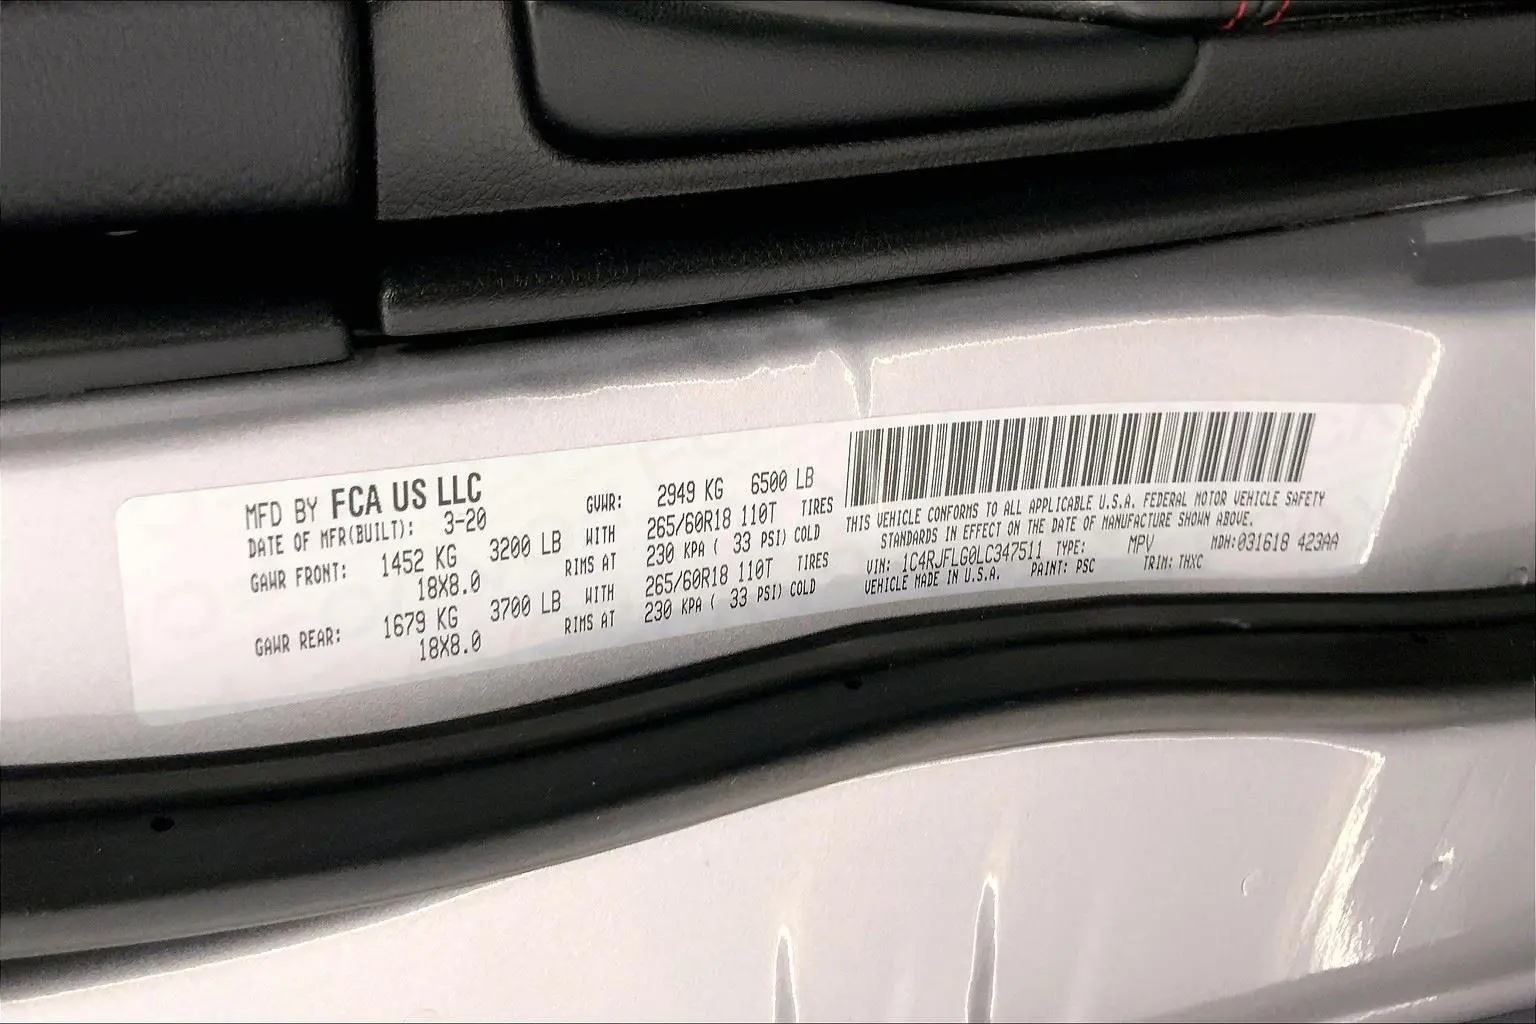 MFD BY FCA US LLC
DATE OF MFR(BUILT): 3-20
GVWR: 2949 KG 6500 LB
GAWR FRONT: 1452 KG 3200 LB WITH 265/60R18 110T TIRES
18X8.0 RIMS AT 230 KPA ( 33 PSI) COLD
GAWR REAR: 1679 KG 3700 LB WITH 265/60R18 110T TIRES
18X8.0 RIMS AT 230 KPA ( 33 PSI) COLD
THIS VEHICLE CONFORMS TO ALL APPLICABLE U.S.A. FEDERAL MOTOR VEHICLE SAFETY
STANDARDS IN EFFECT ON THE DATE OF MANUFACTURE SHOWN ABOVE.
VIN: 1C4RJFLG0LC347511 TYPE: MPV MDH:031618 423AA
VEHICLE MADE IN U.S.A. PAINT: PSC TRIM: THXC